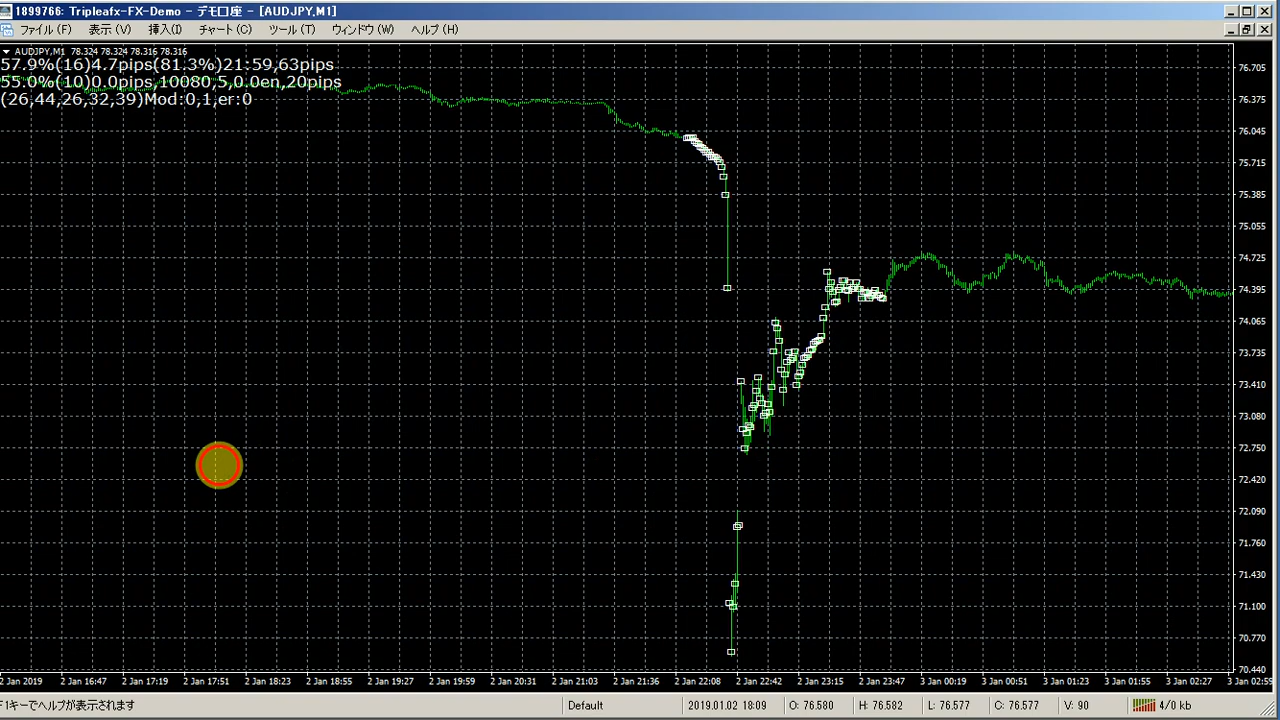 1899766: Tripleafx-FX-Demo - デモ口座 - [AUDJPY,M1]
ファイル (F) 表示 (V) 挿入(I) チャート (C) ツール (T) ウィンドウ (W) ヘルプ (H)
AUDJPY,M1 78.324 78.324 78.316 78.316
57.9%(16)4.7pips(81.3%)21:59,63pips
55.0%(10)0.0pips,10080,5,0.0en,20pips
(26,44,26,32,39)Mod:0,1,er:0
76.705
76.375
76.045
75.715
75.385
75.055
74.725
74.395
74.065
73.735
73.410
73.080
72.750
72.420
72.090
71.760
71.430
71.100
70.770
70.440
2 Jan 2019 2 Jan 16:47 2 Jan 17:19 2 Jan 17:51 2 Jan 18:23 2 Jan 18:55 2 Jan 19:27 2 Jan 19:59 2 Jan 20:31 2 Jan 21:03 2 Jan 21:36 2 Jan 22:08 2 Jan 22:42 2 Jan 23:15 2 Jan 23:47 3 Jan 00:19 3 Jan 00:51 3 Jan 01:23 3 Jan 01:55 3 Jan 02:27 3 Jan 02:59
F1キーでヘルプが表示されます Default 2019.01.02 18:09 O: 76.580 H: 76.582 L: 76.577 C: 76.577 V: 90 4/0 kb